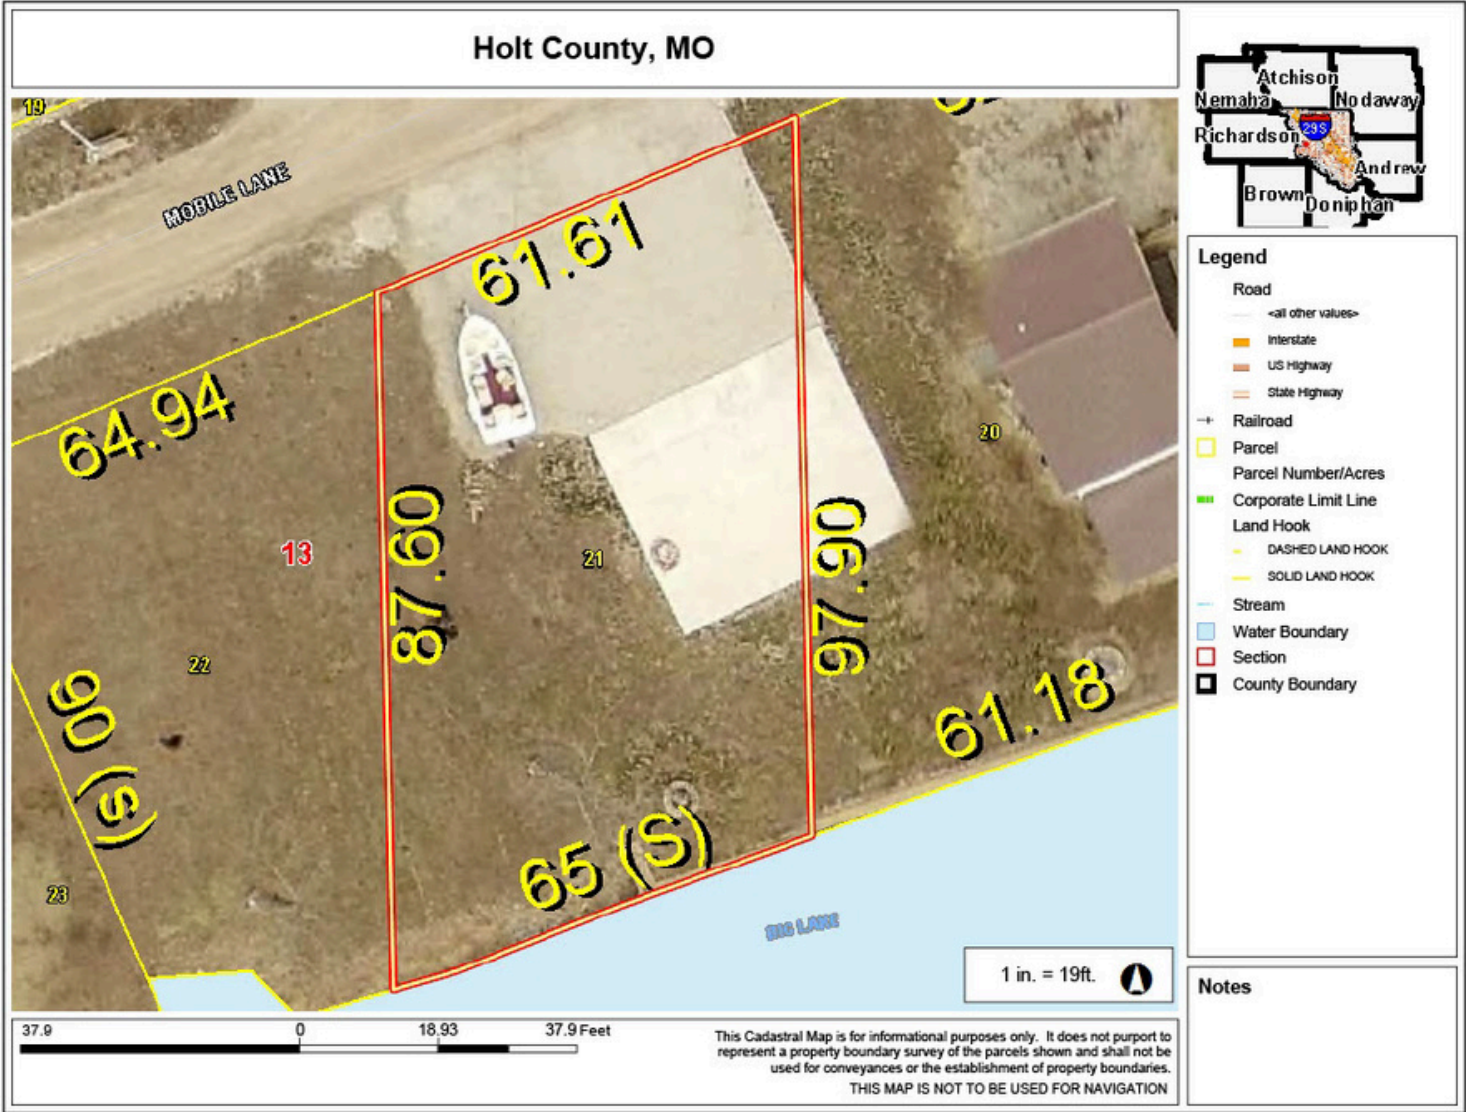 Holt County, MO
19
MOBILE LANE
61.61
64.94
20
87.60
97.90
13
21
22
90 (s)
61.18
65 (S)
23
BIG LAKE
1 in. = 19ft.
37.9
0
18.93
37.9 Feet
This Cadastral Map is for informational purposes only. It does not purport to
represent a property boundary survey of the parcels shown and shall not be
used for conveyances or the establishment of property boundaries.
THIS MAP IS NOT TO BE USED FOR NAVIGATION
Atchison
Nemaha
Nodaway
Richardson
29S
Andrew
Brown
Doniphan
Legend
Road
<all other values>
Interstate
US Highway
State Highway
Railroad
Parcel
Parcel Number/Acres
Corporate Limit Line
Land Hook
DASHED LAND HOOK
SOLID LAND HOOK
Stream
Water Boundary
Section
County Boundary
Notes